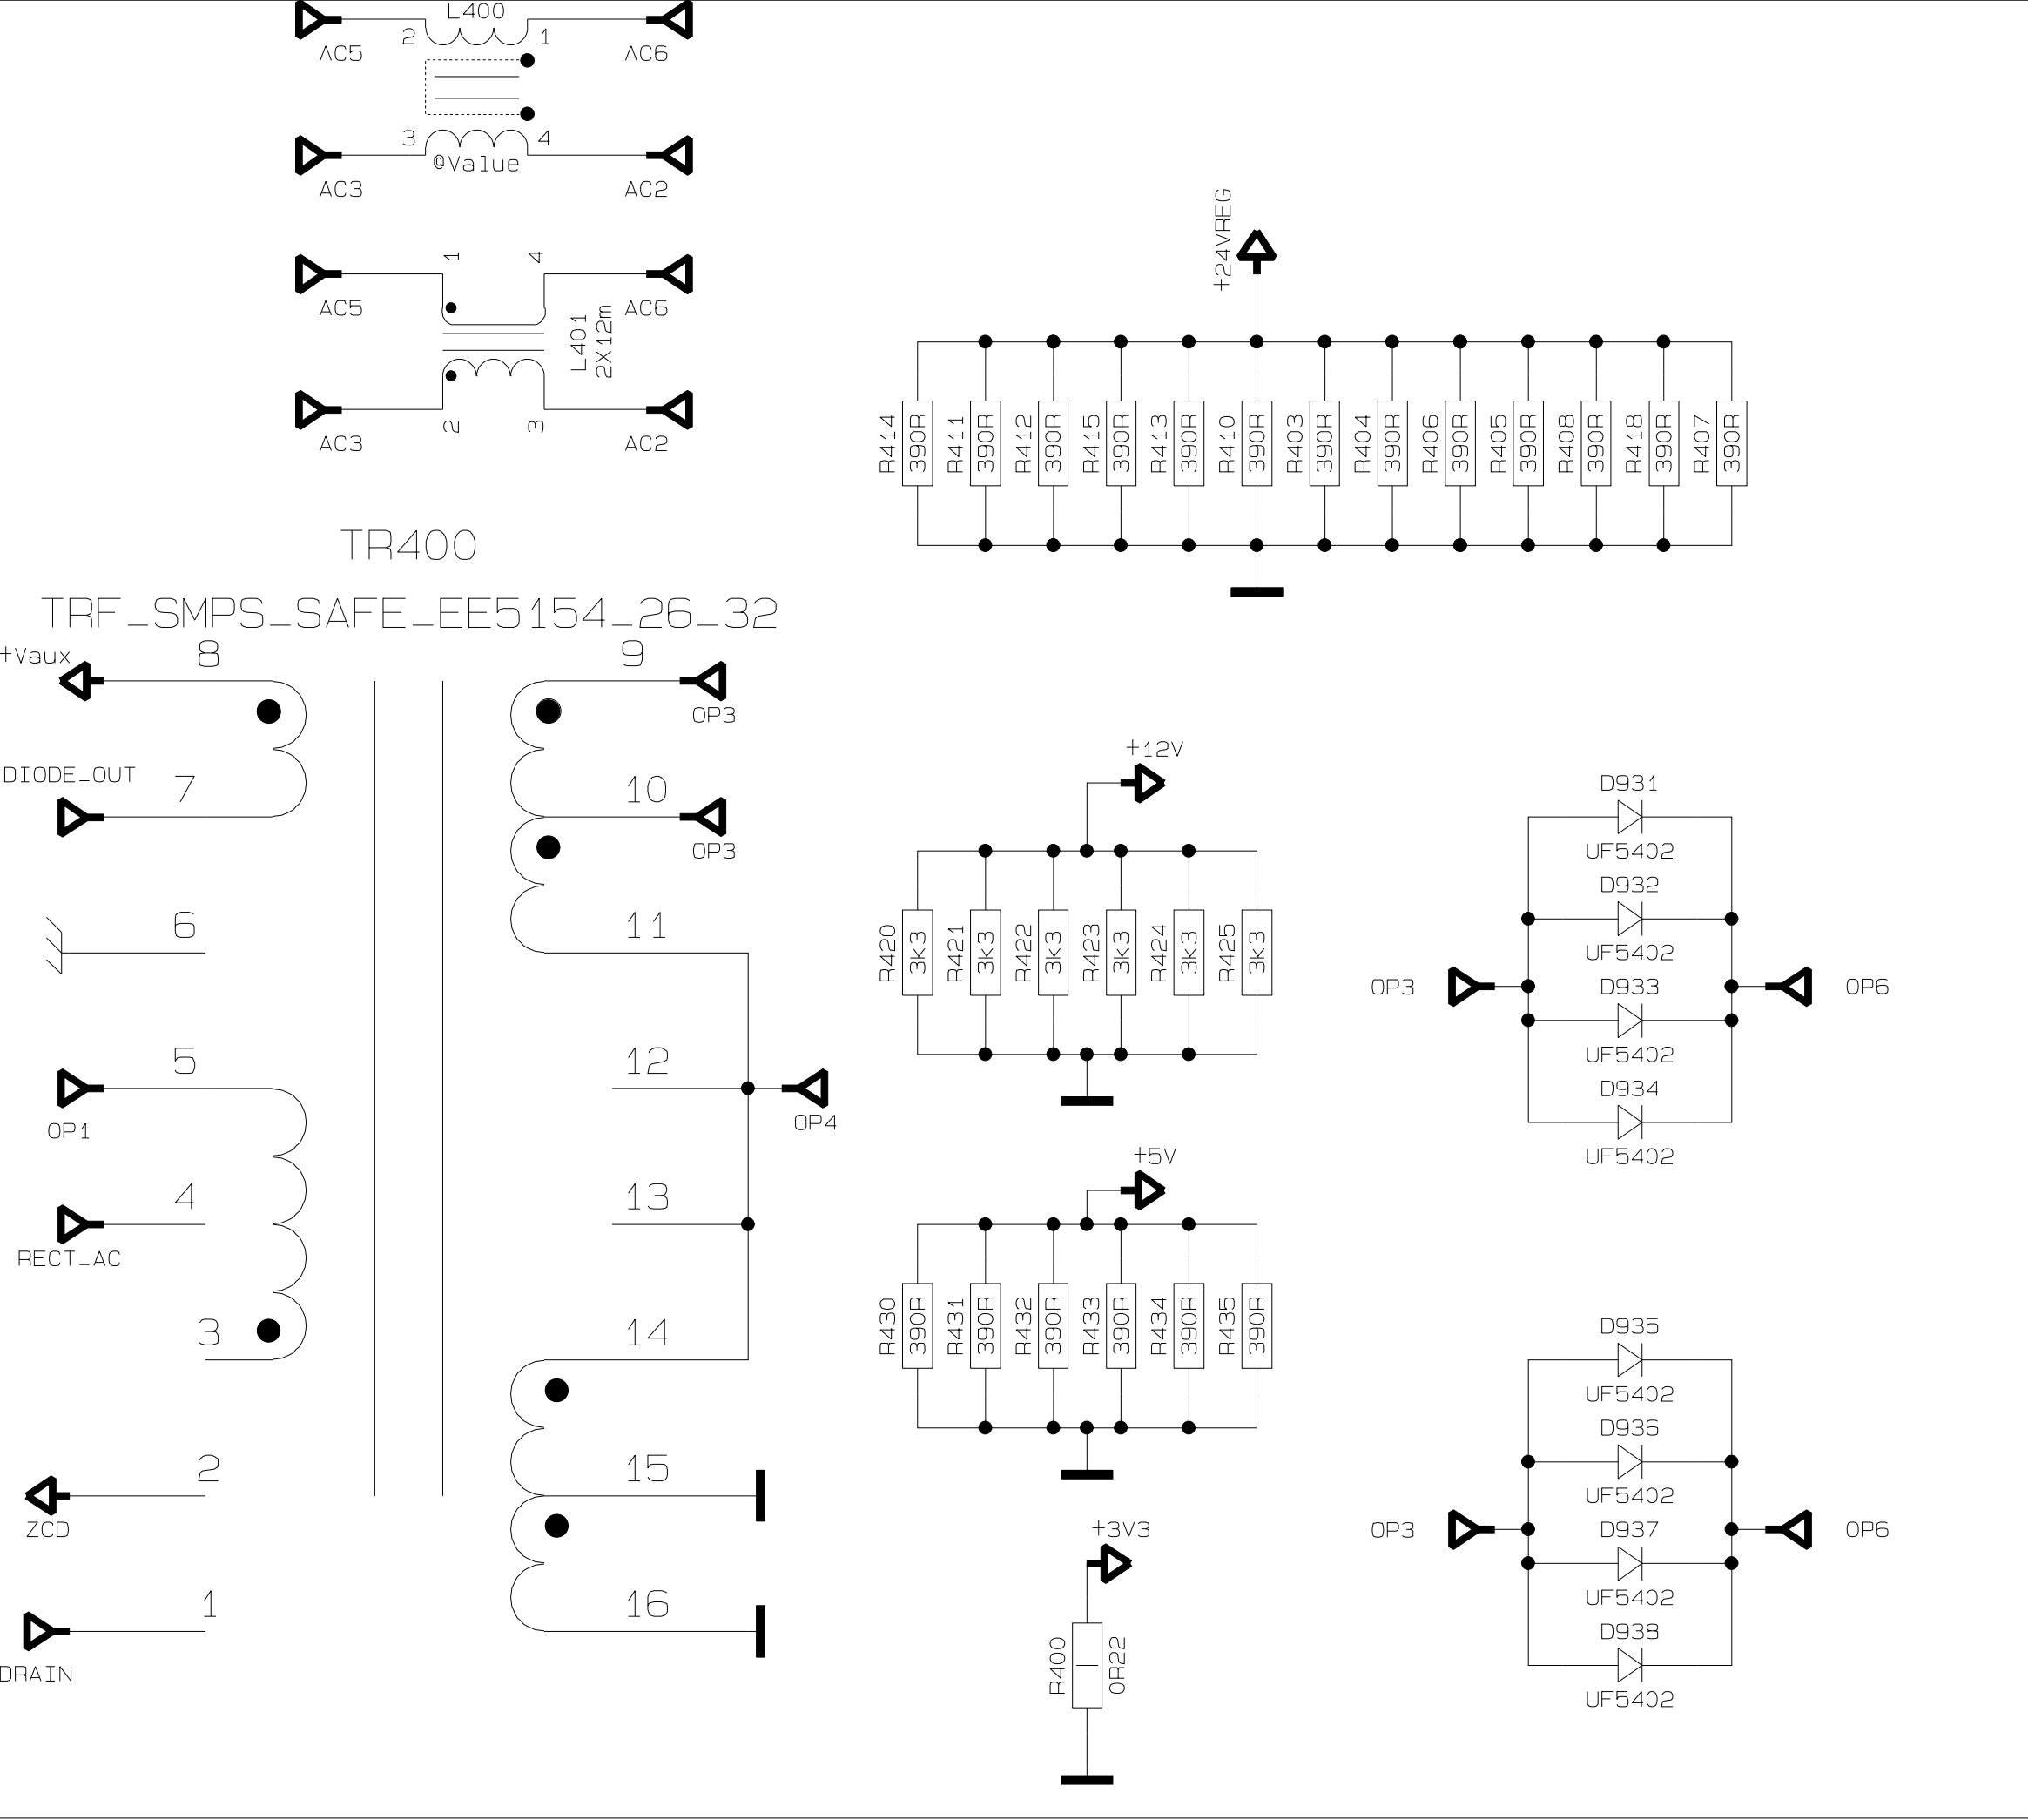 L400
2
1
AC5
AC6
3
4
@Value
AC3
AC2
1
4
AC5
AC6
L401
2X12m
2
3
AC3
AC2
+24VREG
R414
390R
R411
390R
R412
390R
R415
390R
R413
390R
R410
390R
R403
390R
R404
390R
R406
390R
R405
390R
R408
390R
R418
390R
R407
390R
TR400
TRF_SMPS_SAFE_EE5154_26_32
+Vaux
8
9
OP3
DIODE_OUT
7
10
OP3
6
11
5
12
OP1
OP4
4
13
RECT_AC
3
14
2
15
ZCD
1
16
DRAIN
+12V
R420
3k3
R421
3k3
R422
3k3
R423
3k3
R424
3k3
R425
3k3
+5V
R430
390R
R431
390R
R432
390R
R433
390R
R434
390R
R435
390R
+3V3
R400
0R22
D931
UF5402
D932
UF5402
OP3
D933
OP6
UF5402
D934
UF5402
D935
UF5402
D936
UF5402
OP3
D937
OP6
UF5402
D938
UF5402